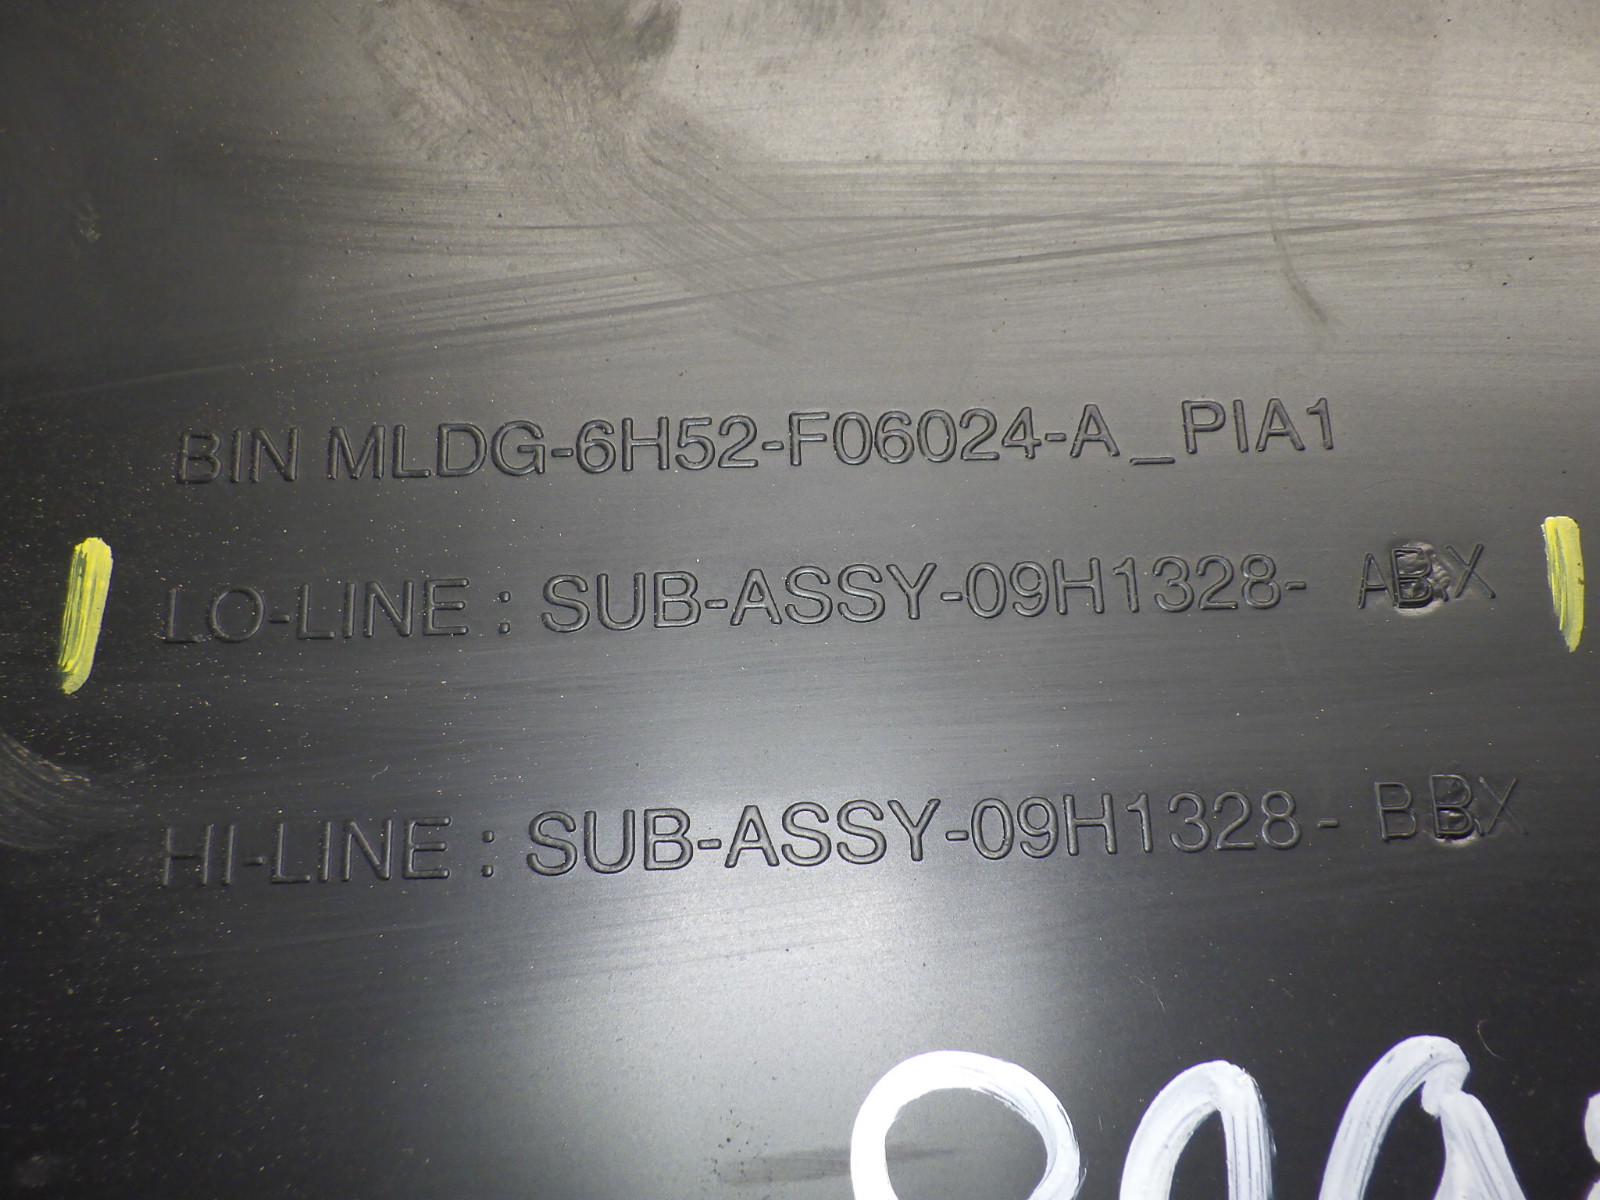 BIN MLDG-6H52-F06024-A_PIA1
LO-LINE : SUB-ASSY-09H1328- ABX
HI-LINE : SUB-ASSY-09H1328- BBX